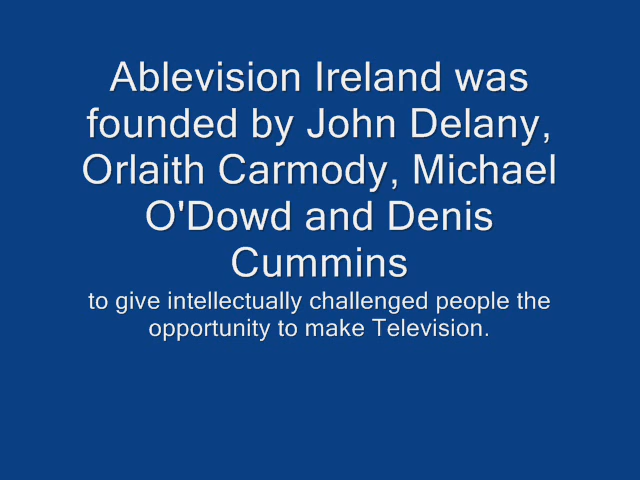 Ablevision Ireland was
founded by John Delany,
Orlaith Carmody, Michael
O'Dowd and Denis
Cummins
to give intellectually challenged people the
opportunity to make Television.